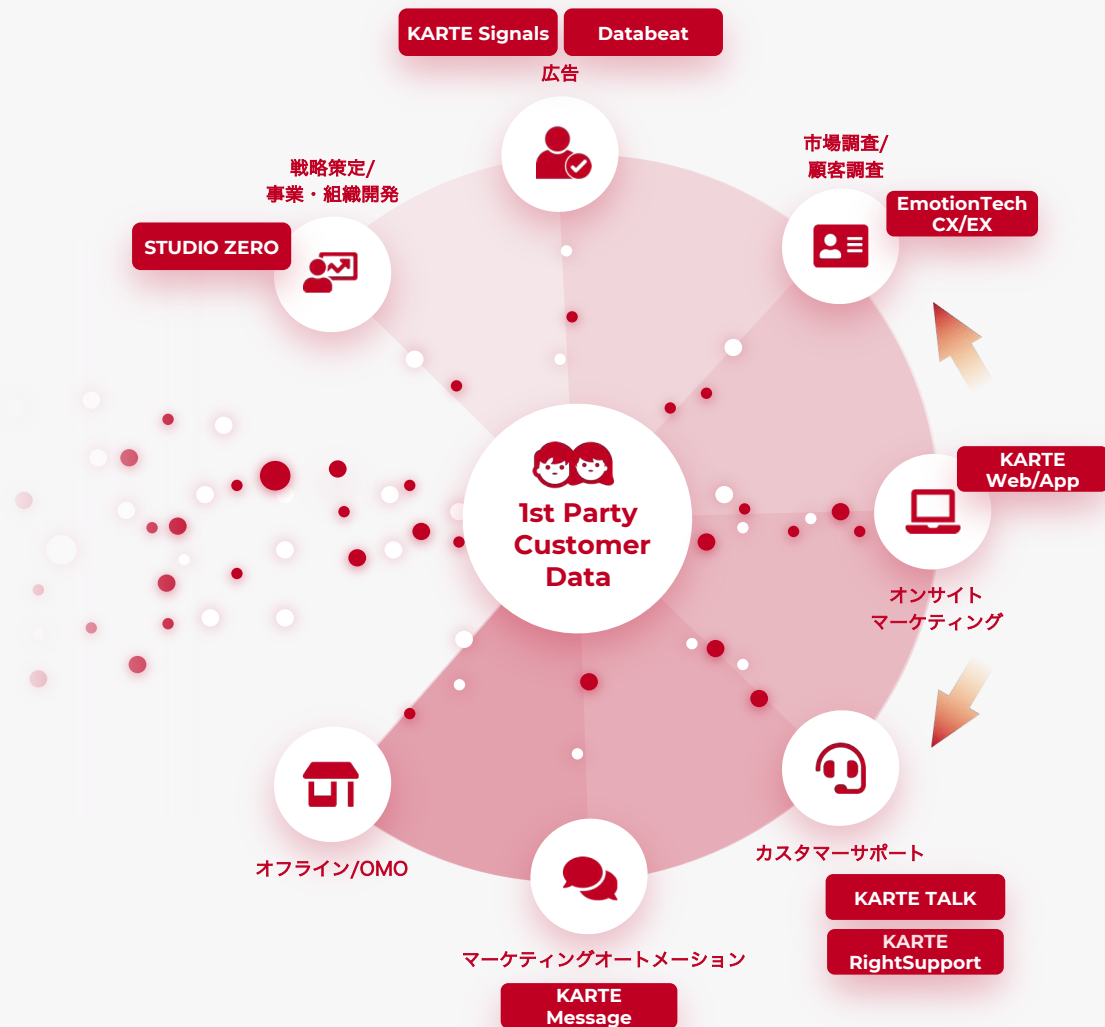 KARTE Signals
Databeat
広告
市場調査/
顧客調査
EmotionTech
CX/EX
戦略策定/
事業・組織開発
STUDIO ZERO
1st Party
Customer
Data
KARTE
Web/App
オンサイト
マーケティング
カスタマーサポート
KARTE TALK
KARTE
RightSupport
オフライン/OMO
マーケティングオートメーション
KARTE
Message